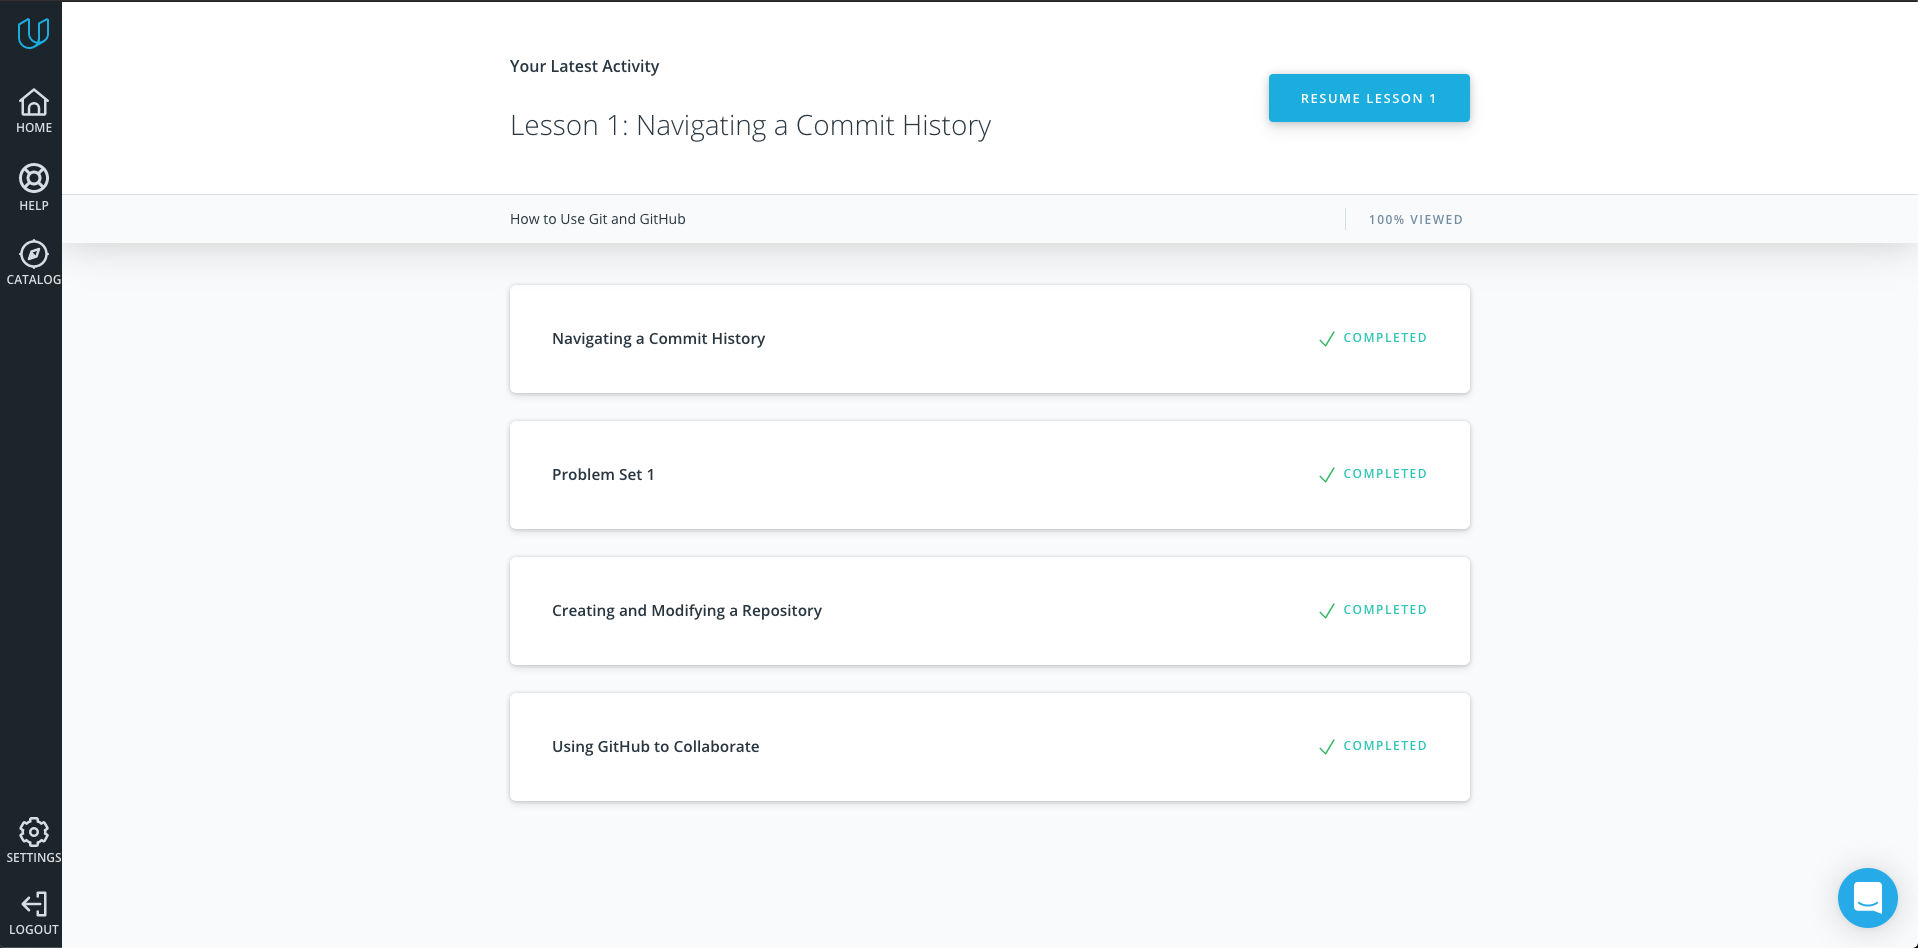 HOME
HELP
CATALOG
SETTINGS
LOGOUT
Your Latest Activity
Lesson 1: Navigating a Commit History
RESUME LESSON 1
How to Use Git and GitHub
100% VIEWED
Navigating a Commit History
COMPLETED
Problem Set 1
COMPLETED
Creating and Modifying a Repository
COMPLETED
Using GitHub to Collaborate
COMPLETED